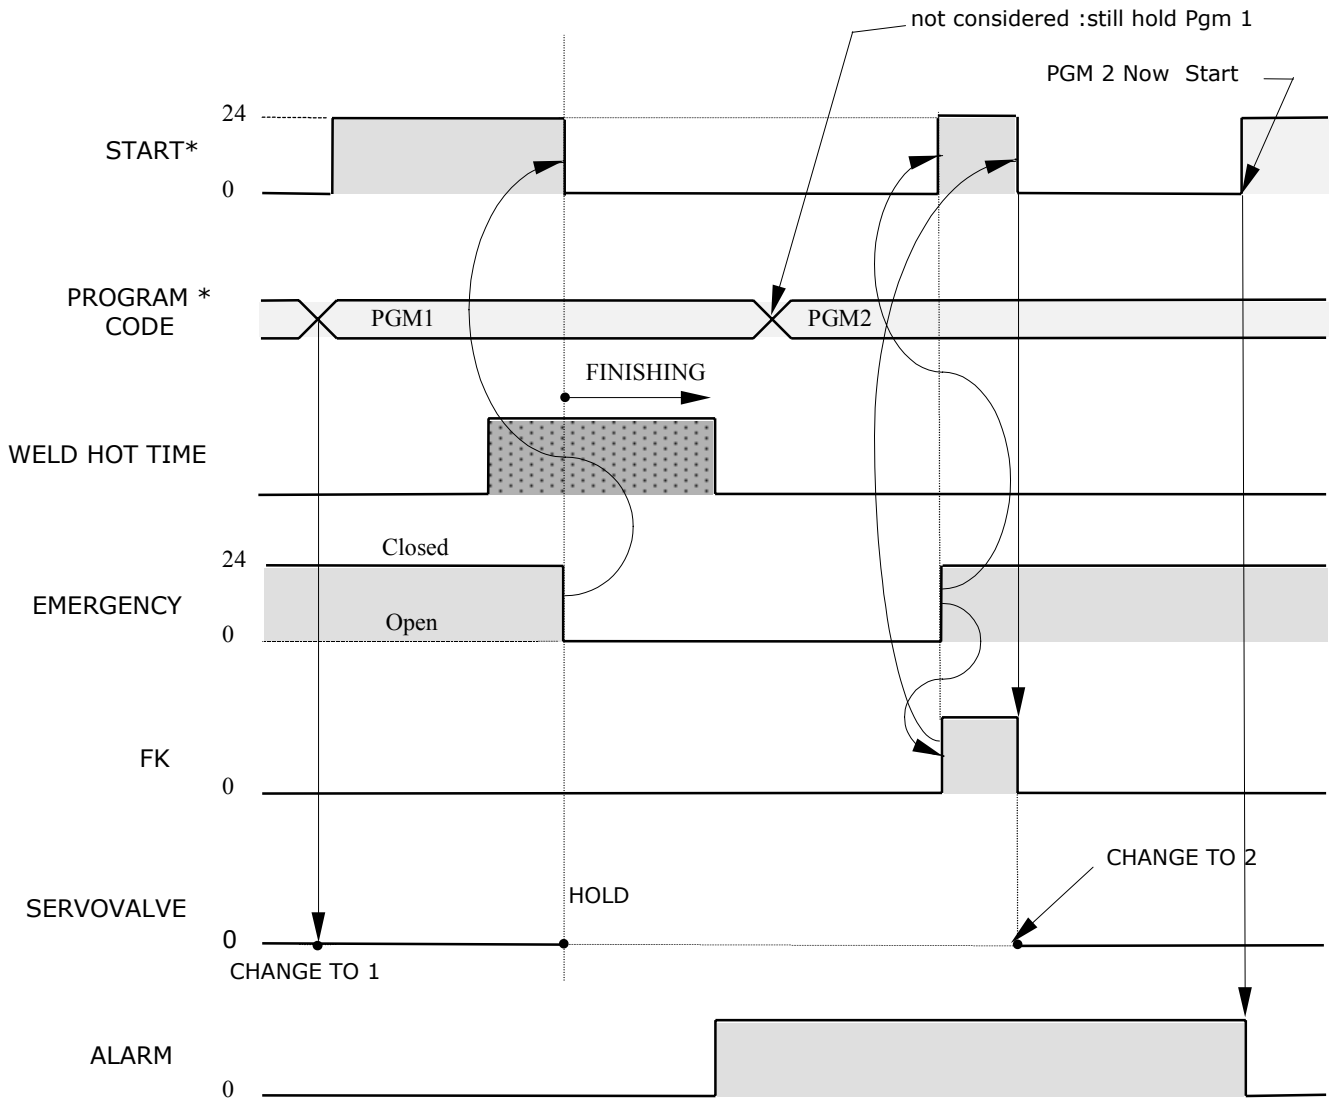 not considered :still hold Pgm 1
PGM 2 Now Start
24
START*
0
PROGRAM *
CODE
PGM1
PGM2
FINISHING
WELD HOT TIME
Closed
24
EMERGENCY
Open
0
FK
0
CHANGE TO 2
HOLD
SERVOVALVE
0
CHANGE TO 1
ALARM
0